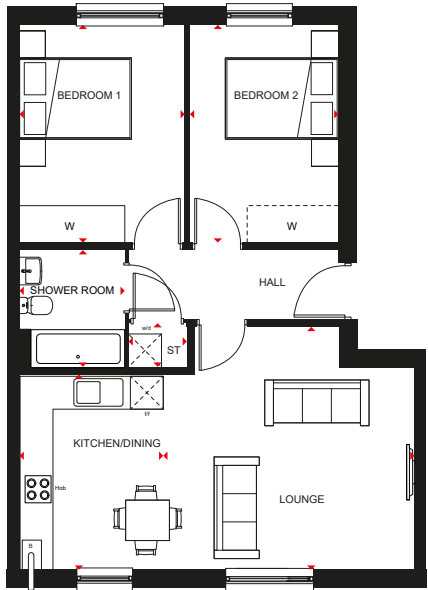 BEDROOM 1
BEDROOM 2
W
W
HALL
SHOWER ROOM
w/d
ST
f/f
KITCHEN/DINING
Hob
LOUNGE
B